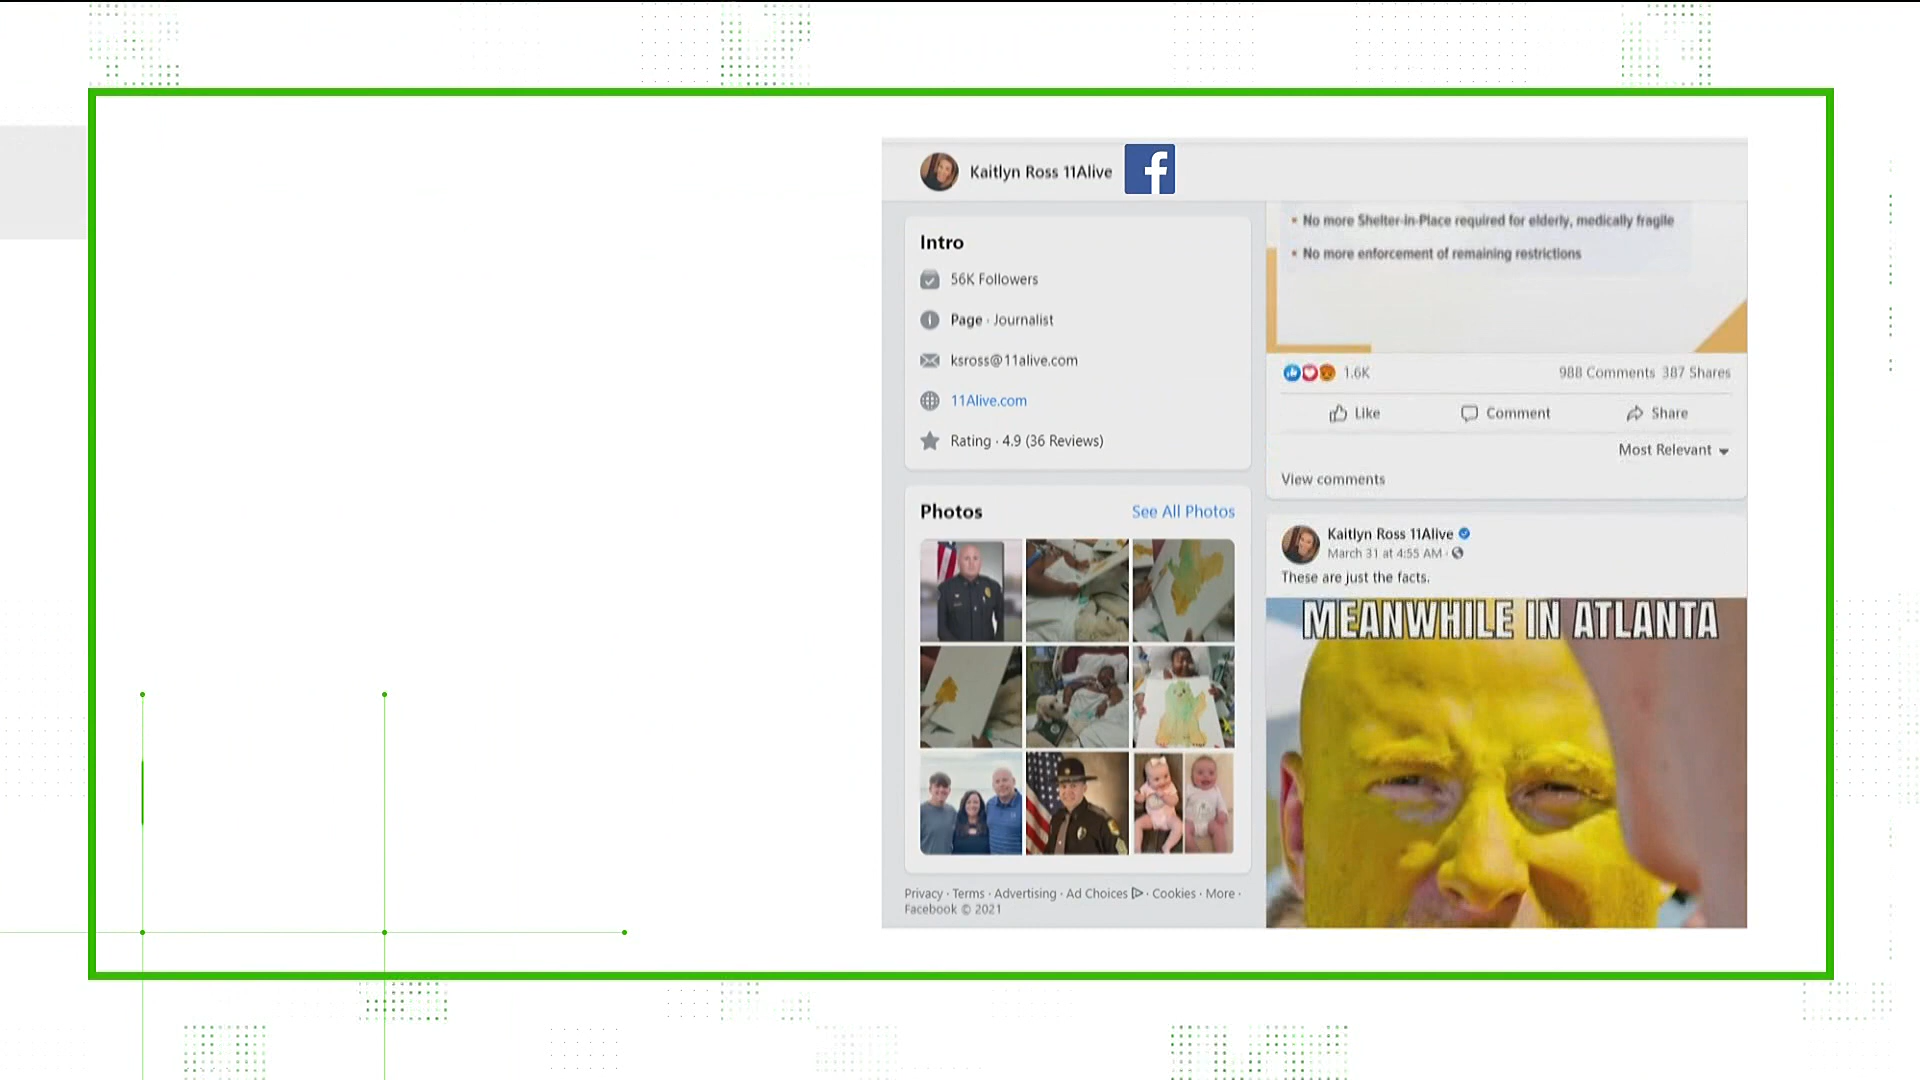 Kaitlyn Ross 11Alive
Intro
56K Followers
Page · Journalist
ksross@11alive.com
11Alive.com
Rating · 4.9 (36 Reviews)
Photos
See All Photos
Privacy · Terms · Advertising · Ad Choices · Cookies · More ·
Facebook © 2021
• No more Shelter-in-Place required for elderly, medically fragile
• No more enforcement of remaining restrictions
1.6K
988 Comments 387 Shares
Like Comment Share
Most Relevant
View comments
Kaitlyn Ross 11Alive
March 31 at 4:55 AM ·
These are just the facts.
MEANWHILE IN ATLANTA